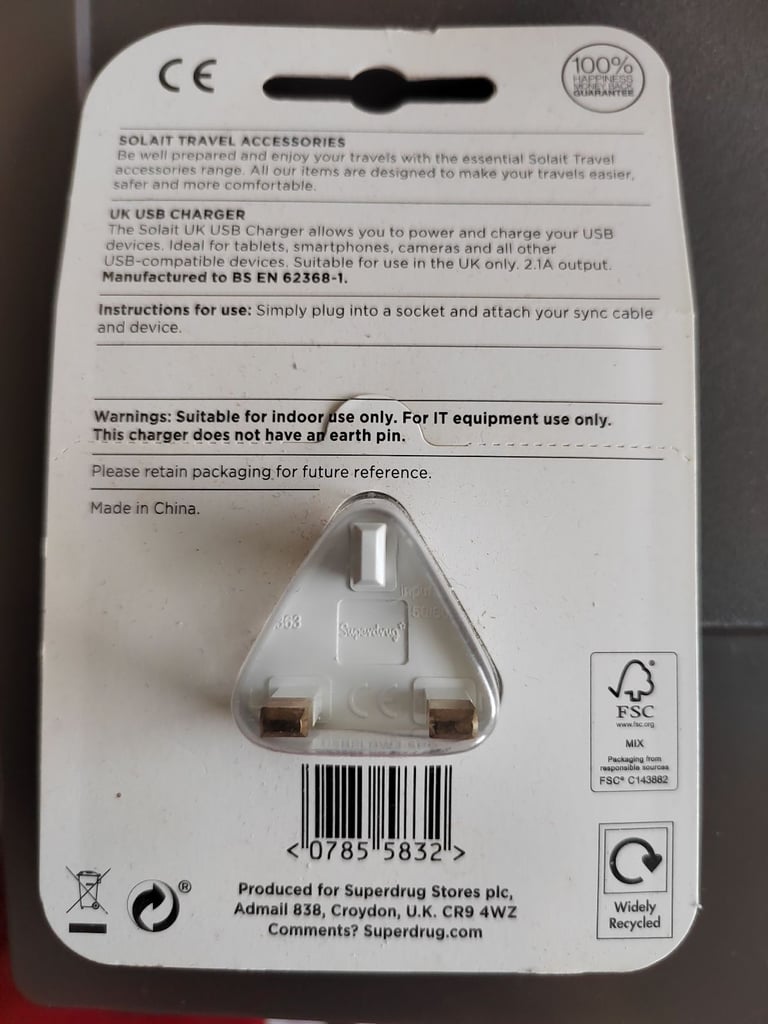 CE
100%
HAPPINESS
MONEY BACK
GUARANTEE
SOLAIT TRAVEL ACCESSORIES
Be well prepared and enjoy your travels with the essential Solait Travel
accessories range. All our items are designed to make your travels easier,
safer and more comfortable.
UK USB CHARGER
The Solait UK USB Charger allows you to power and charge your USB
devices. Ideal for tablets, smartphones, cameras and all other
USB-compatible devices. Suitable for use in the UK only. 2.1A output.
Manufactured to BS EN 62368-1.
Instructions for use: Simply plug into a socket and attach your sync cable
and device.
Warnings: Suitable for indoor use only. For IT equipment use only.
This charger does not have an earth pin.
Please retain packaging for future reference.
Made in China.
Superdrug
CE
FSC®
www.fsc.org
MIX
Packaging from
responsible sources
FSC® C143882
<"0785"5832">
Produced for Superdrug Stores plc,
Admail 838, Croydon, U.K. CR9 4WZ
Comments? Superdrug.com
®
Widely
Recycled